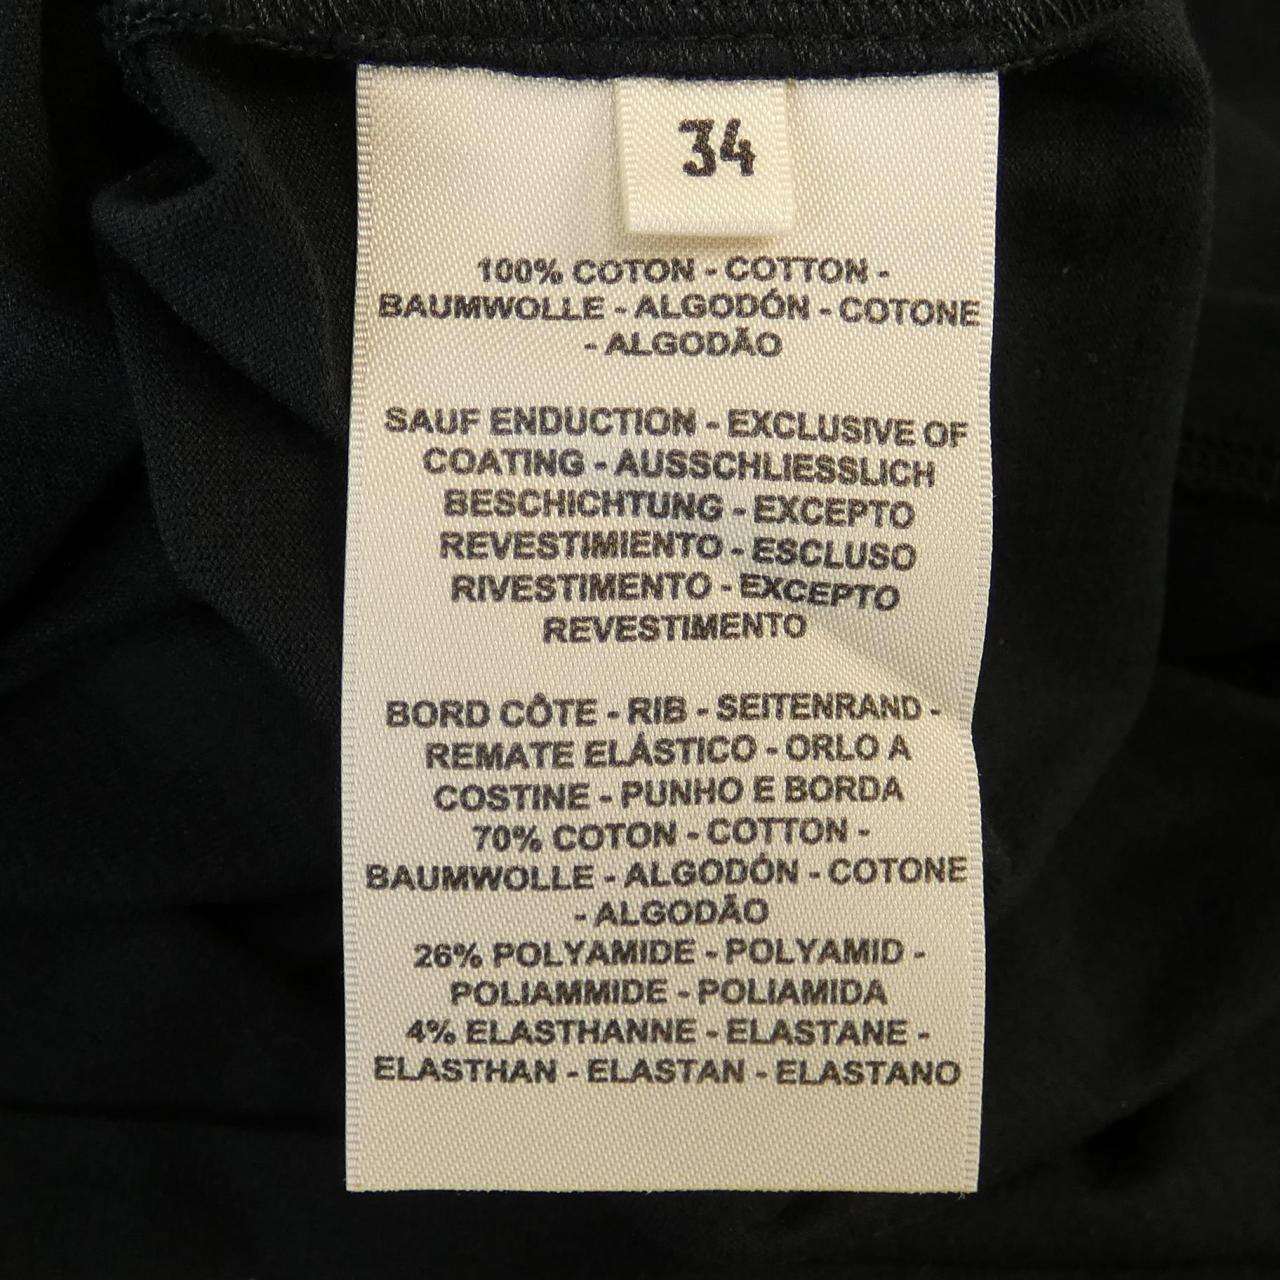 34
100% COTON - COTTON -
BAUMWOLLE - ALGODÓN - COTONE
- ALGODÃO
SAUF ENDUCTION - EXCLUSIVE OF
COATING - AUSSCHLIESSLICH
BESCHICHTUNG - EXCEPTO
REVESTIMIENTO - ESCLUSO
RIVESTIMENTO - EXCEPTO
REVESTIMENTO
BORD CÔTE - RIB - SEITENRAND -
REMATE ELÁSTICO - ORLO A
COSTINE - PUNHO E BORDA
70% COTON - COTTON -
BAUMWOLLE - ALGODÓN - COTONE
- ALGODÃO
26% POLYAMIDE - POLYAMID -
POLIAMMIDE - POLIAMIDA
4% ELASTHANNE - ELASTANE -
ELASTHAN - ELASTAN - ELASTANO